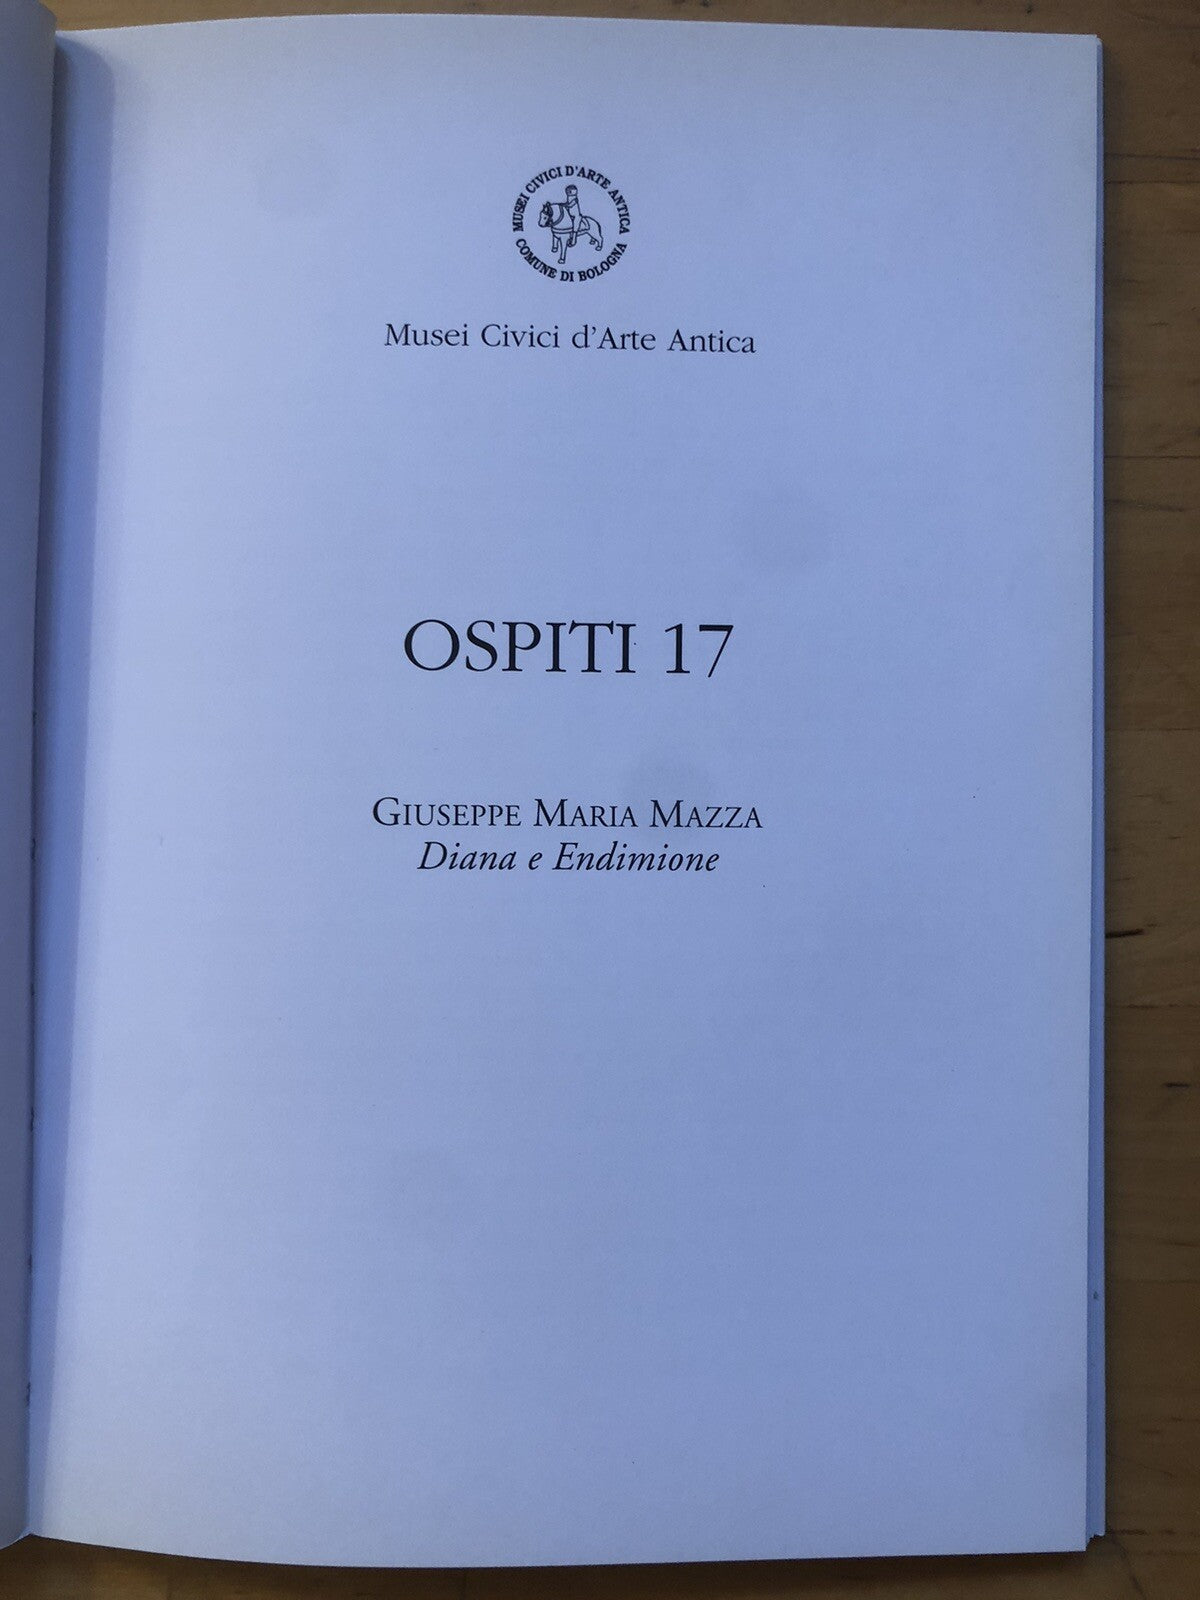 MUSEI CIVICI D'ARTE ANTICA
COMUNE DI BOLOGNA
Musei Civici d'Arte Antica
OSPITI 17
GIUSEPPE MARIA MAZZA
Diana e Endimione